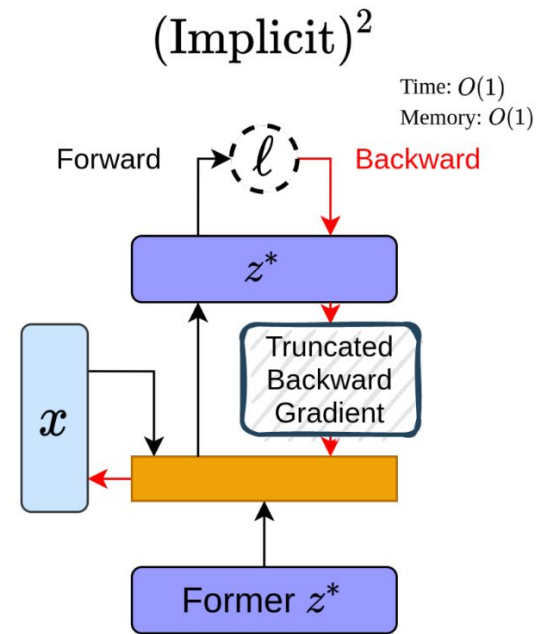 (Implicit)²
Time: O(1)
Memory: O(1)
Forward
ℓ
Backward
z*
x
Truncated
Backward
Gradient
Former z*